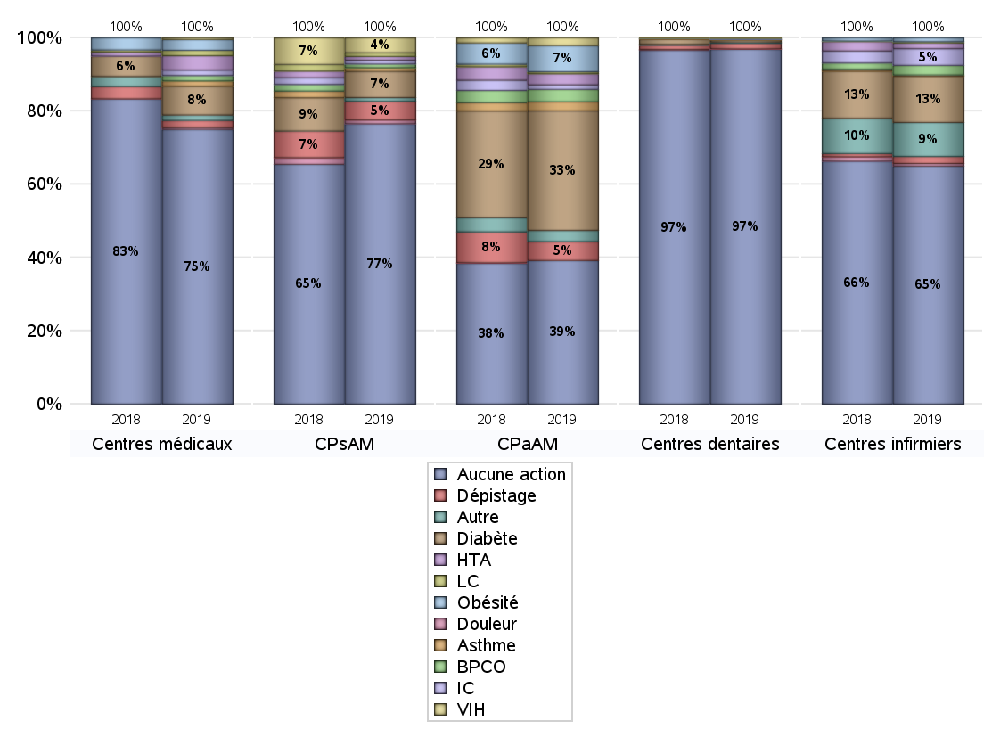 100% 100% 100% 100% 100% 100% 100% 100% 100% 100%
100%
7% 4%
6% 7%
5%
6%
7%
8%
13% 13%
80%
9%
5%
7%
10% 9%
29% 33%
60%
8% 5%
40%
83% 75%
65% 77%
38% 39%
97% 97%
66% 65%
20%
0%
2018 2019 2018 2019 2018 2019 2018 2019 2018 2019
Centres médicaux CPsAM CPaAM Centres dentaires Centres infirmiers
Aucune action
Dépistage
Autre
Diabète
HTA
LC
Obésité
Douleur
Asthme
BPCO
IC
VIH